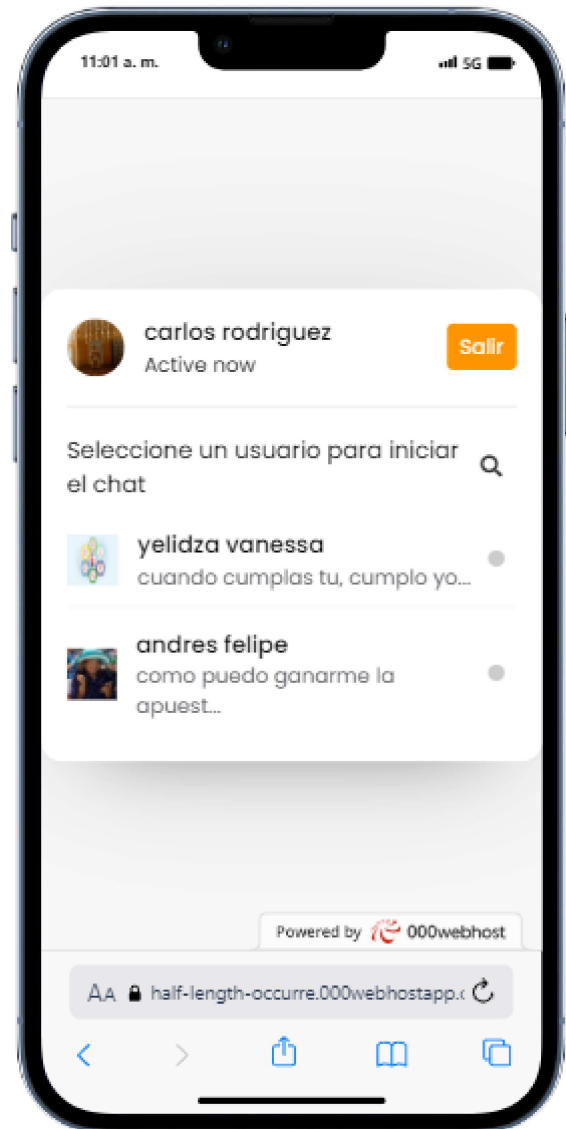 11:01 a. m.
5G
carlos rodriguez
Active now
Salir
Seleccione un usuario para iniciar
el chat
yelidza vanessa
cuando cumplas tu, cumplo yo...
andres felipe
como puedo ganarme la
apuest...
Powered by 000webhost
AA half-length-occurre.000webhostapp.c